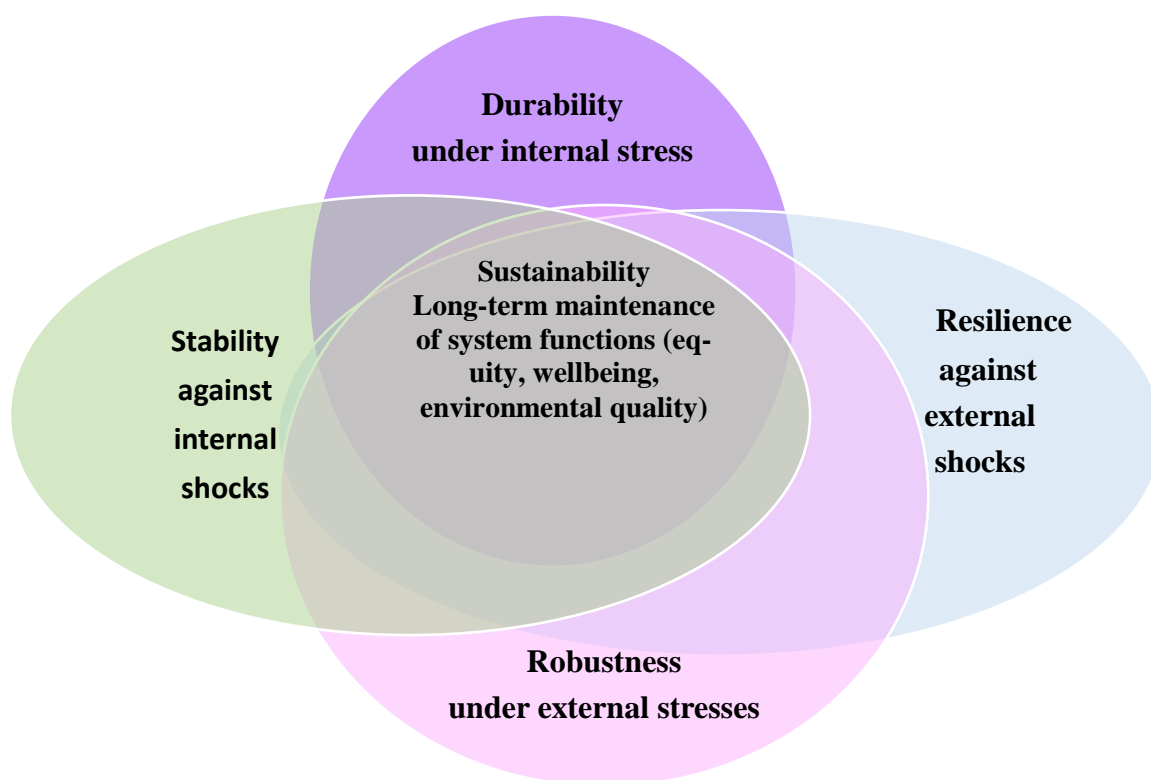 Durability
under internal stress
Sustainability
Long-term maintenance
of system functions (eq-
uity, wellbeing,
environmental quality)
Stability
against
internal
shocks
Resilience
against
external
shocks
Robustness
under external stresses